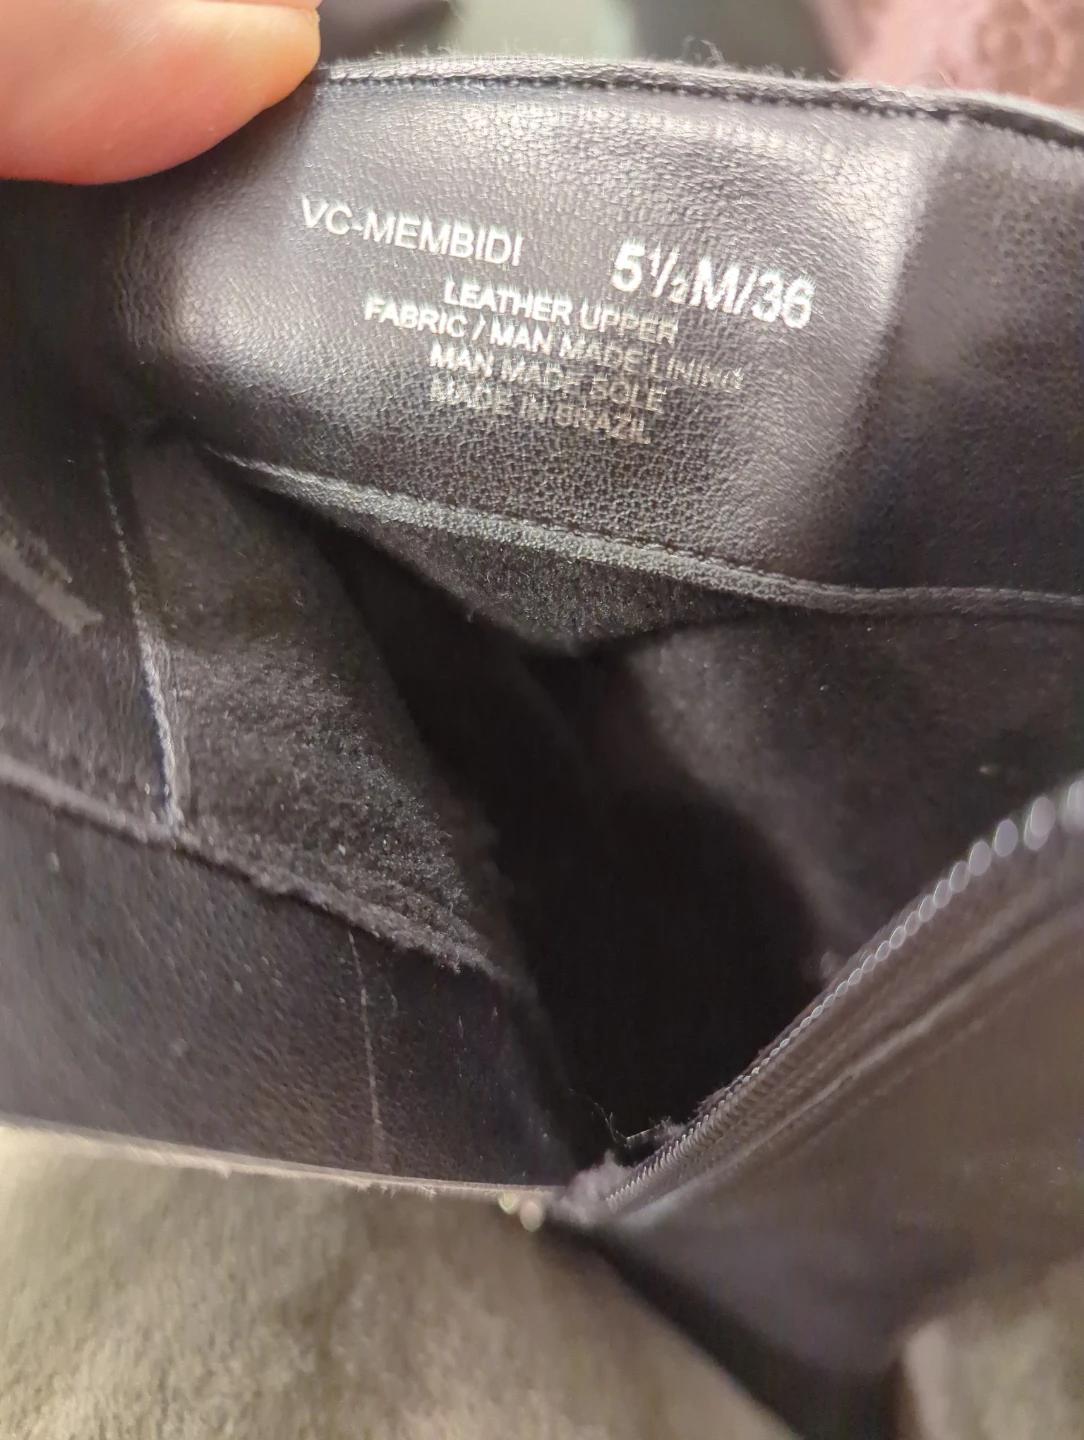 VC-MEMBIDI
5½M/36
LEATHER UPPER
FABRIC / MAN MADE LINING
MAN MADE SOLE
MADE IN BRAZIL